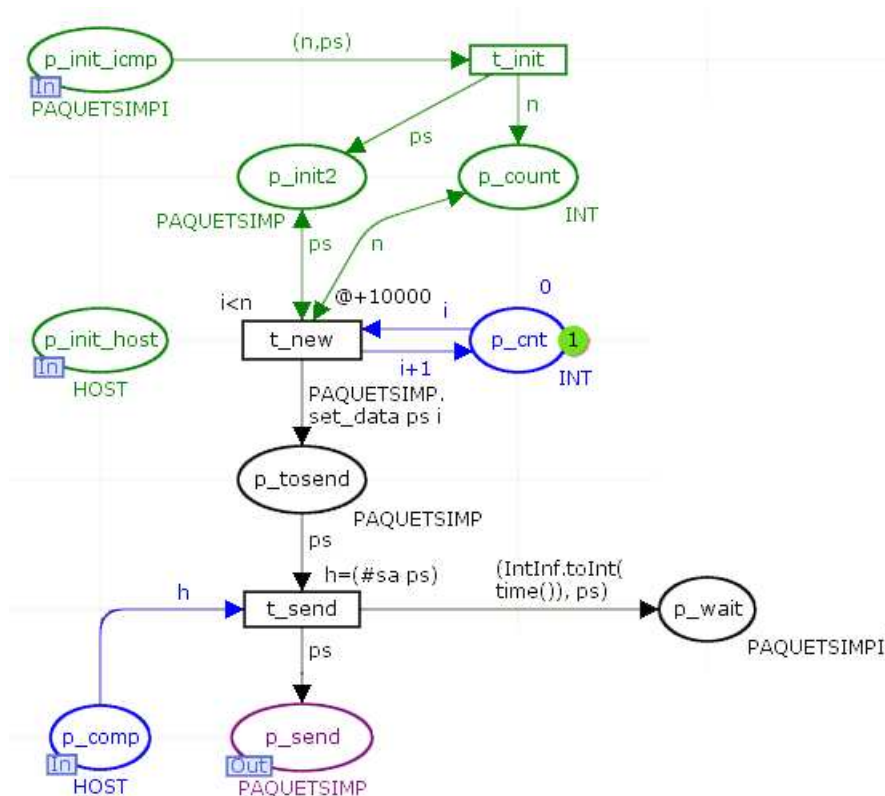 (n,ps)
p_init_icmp
t_init
In
PAQUETSIMPI
n
ps
p_init2
p_count
PAQUETSIMP
INT
ps
n
i<n
@+10000
0
i
p_init_host
t_new
p_cnt
1
In
HOST
i+1
INT
PAQUETSIMP.
set_data ps i
p_tosend
PAQUETSIMP
ps
h=(#sa ps)
(IntInf.toInt(
time()), ps)
h
t_send
p_wait
ps
PAQUETSIMPI
p_comp
p_send
In
Out
HOST
PAQUETSIMP